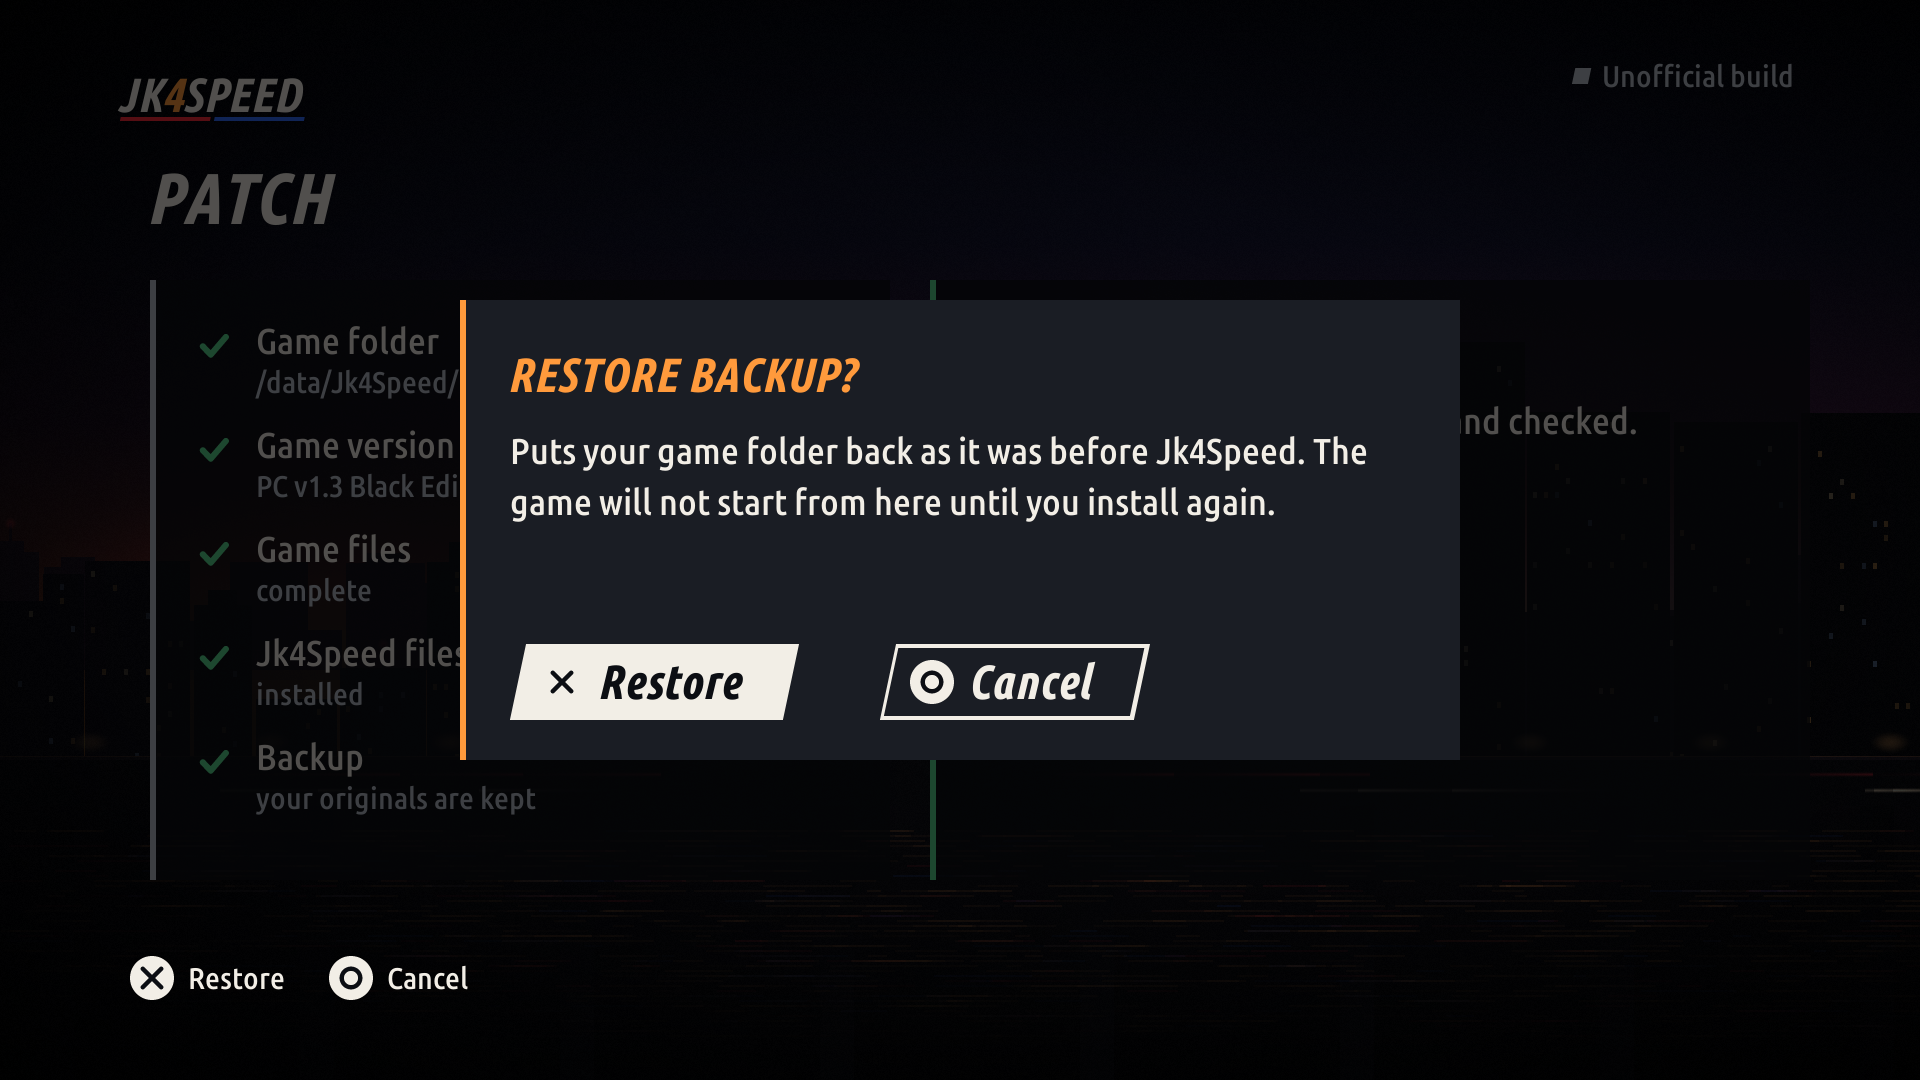 JK4SPEED
Unofficial build
PATCH
Game folder
/data/Jk4Speed/
Game version
PC v1.3 Black Edi
Game files
complete
Jk4Speed files
installed
Backup
your originals are kept
nd checked.
RESTORE BACKUP?
Puts your game folder back as it was before Jk4Speed. The
game will not start from here until you install again.
Restore
Cancel
Restore
Cancel